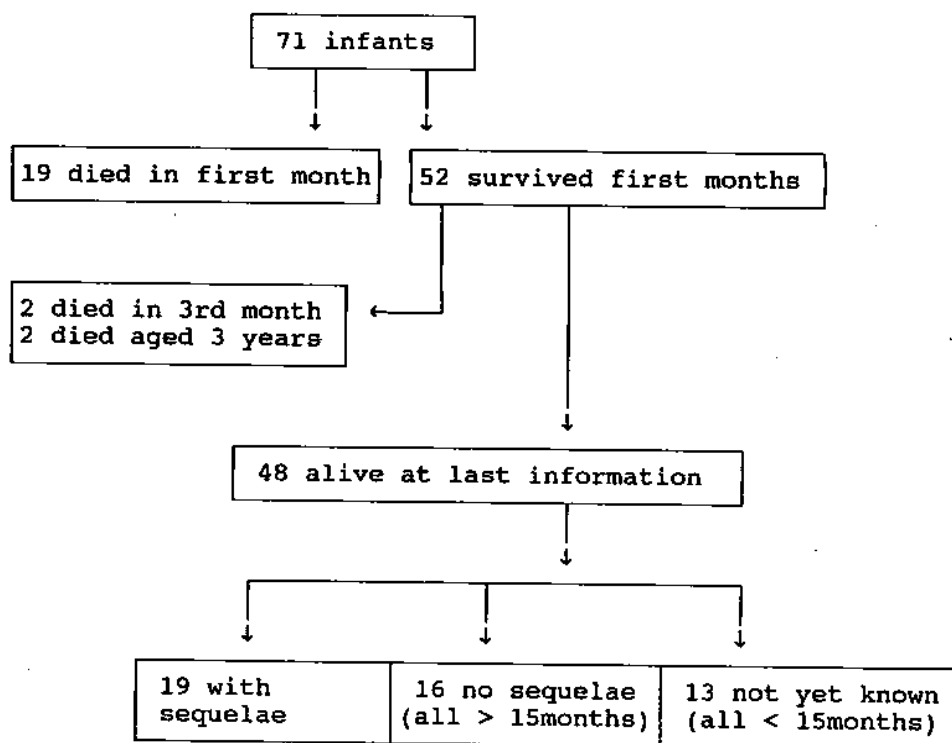 71 infants
19 died in first month
52 survived first months
2 died in 3rd month
2 died aged 3 years
48 alive at last information
19 with
sequelae
16 no sequelae
(all > 15months)
13 not yet known
(all < 15months)